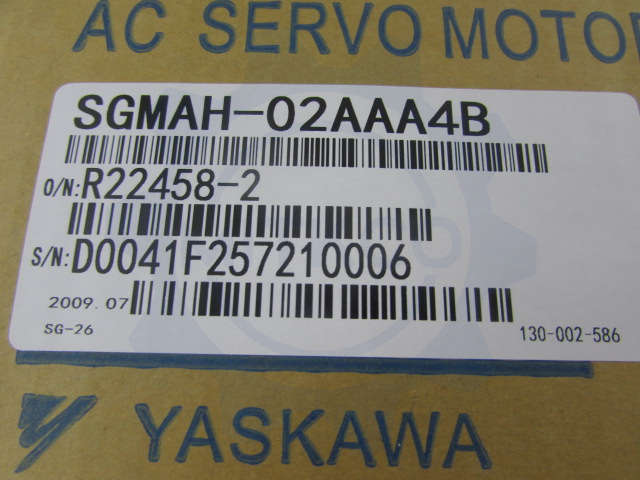 AC SERVO MOTOR
SGMAH-02AAA4B
O/N:R22458-2
S/N:D0041F257210006
2009.07
SG-26
130-002-586
YASKAWA